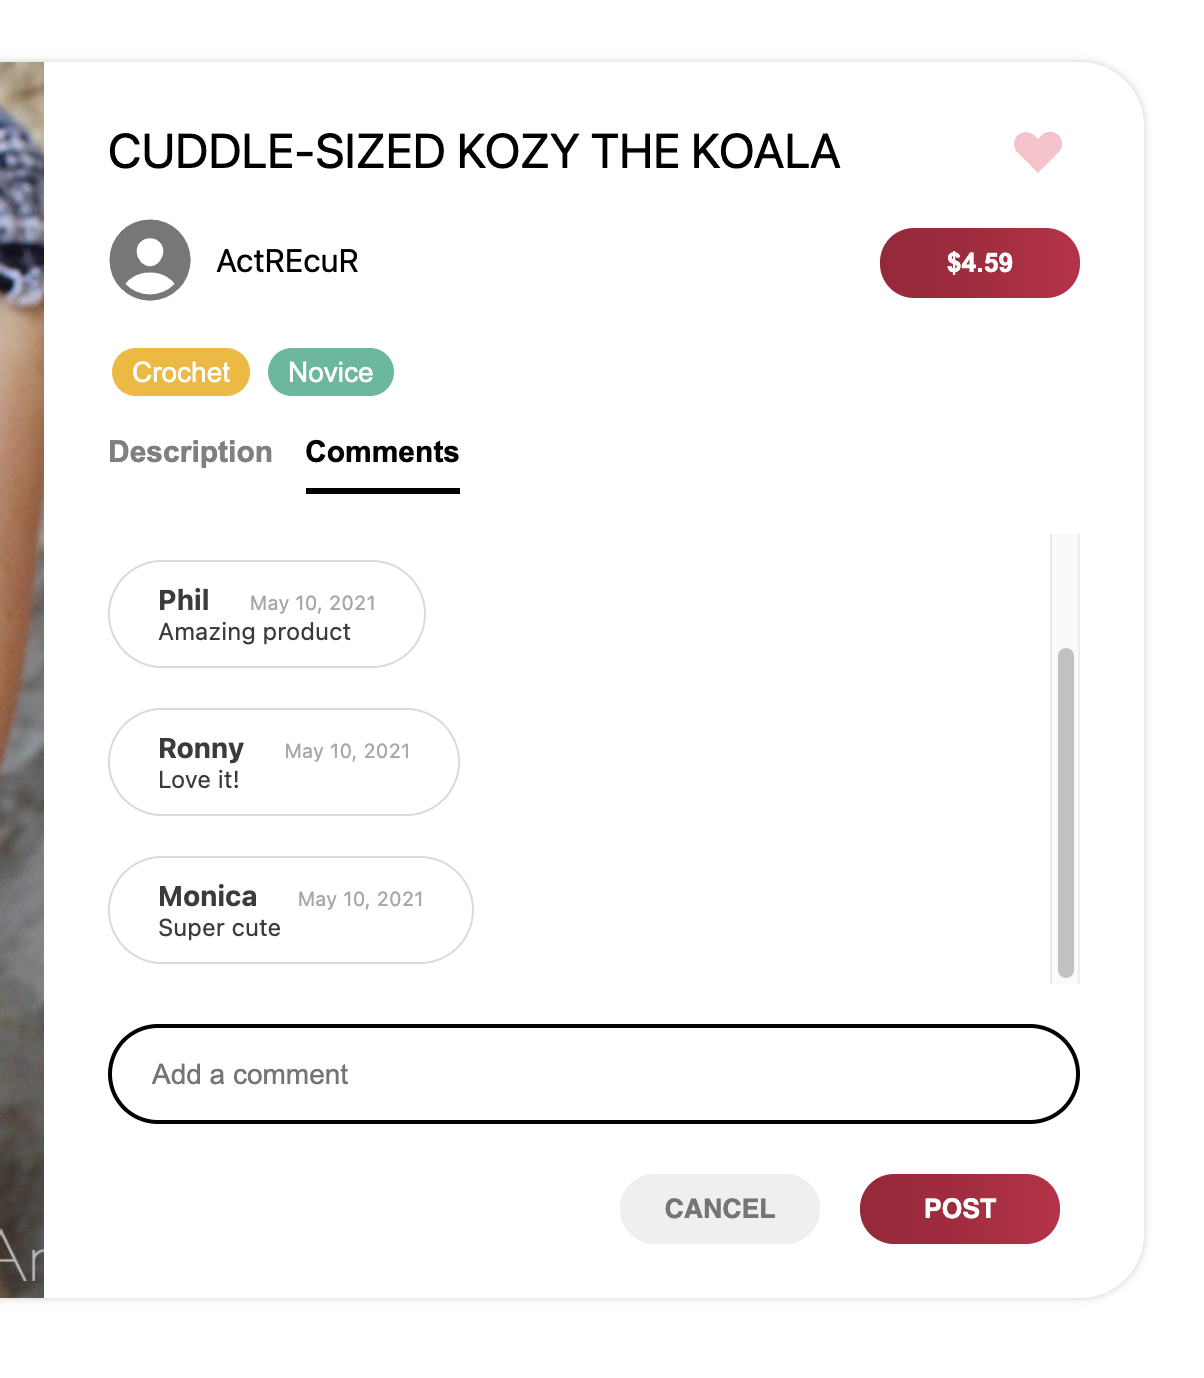 CUDDLE-SIZED KOZY THE KOALA
ActREcuR
$4.59
Crochet Novice
Description Comments
Phil May 10, 2021
Amazing product
Ronny May 10, 2021
Love it!
Monica May 10, 2021
Super cute
Add a comment
CANCEL POST